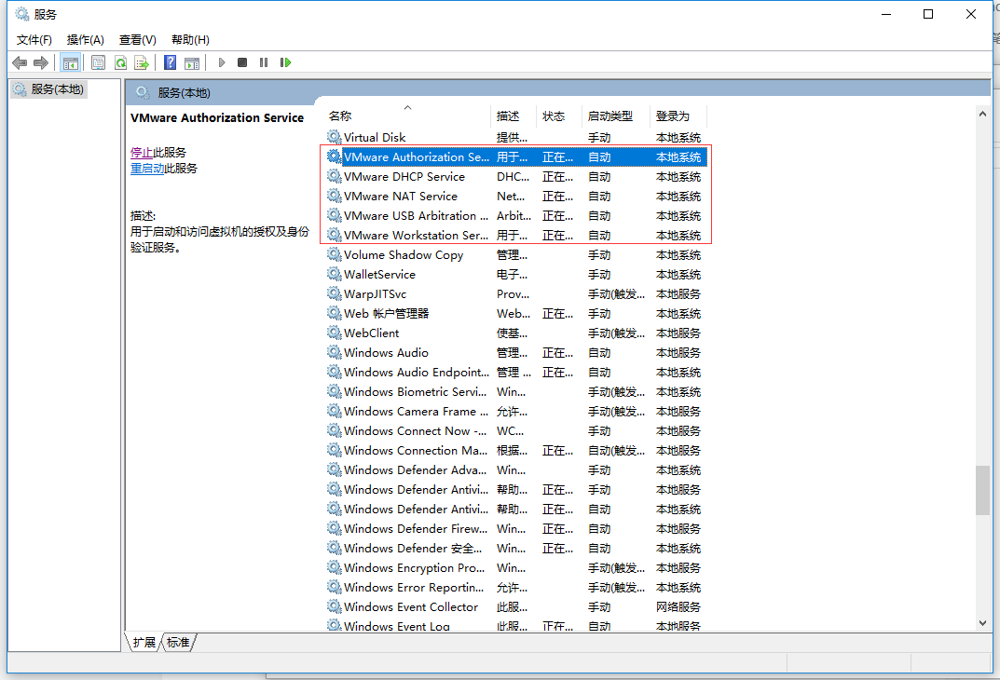 服务
文件(F) 操作(A) 查看(V) 帮助(H)
服务(本地)
服务(本地)
VMware Authorization Service
停止此服务
重启动此服务
描述:
用于启动和访问虚拟机的授权及身份
验证服务。
名称 描述 状态 启动类型 登录为
Virtual Disk 提供... 手动 本地系统
VMware Authorization Se... 用于... 正在... 自动 本地系统
VMware DHCP Service DHC... 正在... 自动 本地系统
VMware NAT Service Net... 正在... 自动 本地系统
VMware USB Arbitration ... Arbit... 正在... 自动 本地系统
VMware Workstation Ser... 用于... 正在... 自动 本地系统
Volume Shadow Copy 管理... 手动 本地系统
WalletService 电子... 手动 本地系统
WarpJITSvc Prov... 手动(触发... 本地服务
Web 帐户管理器 Web... 正在... 手动 本地系统
WebClient 使基... 手动(触发... 本地服务
Windows Audio 管理... 正在... 自动 本地服务
Windows Audio Endpoint... 管理 ... 正在... 自动 本地系统
Windows Biometric Servi... Win... 手动(触发... 本地系统
Windows Camera Frame ... 允许... 手动(触发... 本地服务
Windows Connect Now -... WC... 手动 本地服务
Windows Connection Ma... 根据... 正在... 自动(触发... 本地服务
Windows Defender Adva... Win... 手动 本地系统
Windows Defender Antivi... 帮助... 正在... 手动 本地服务
Windows Defender Antivi... 帮助... 正在... 自动 本地系统
Windows Defender Firew... Win... 正在... 自动 本地服务
Windows Defender 安全... Win... 正在... 自动 本地系统
Windows Encryption Pro... Win... 手动(触发... 本地服务
Windows Error Reportin... 允许... 手动(触发... 本地系统
Windows Event Collector 此服... 手动 网络服务
Windows Event Log 此服... 正在... 自动 本地服务
扩展 标准